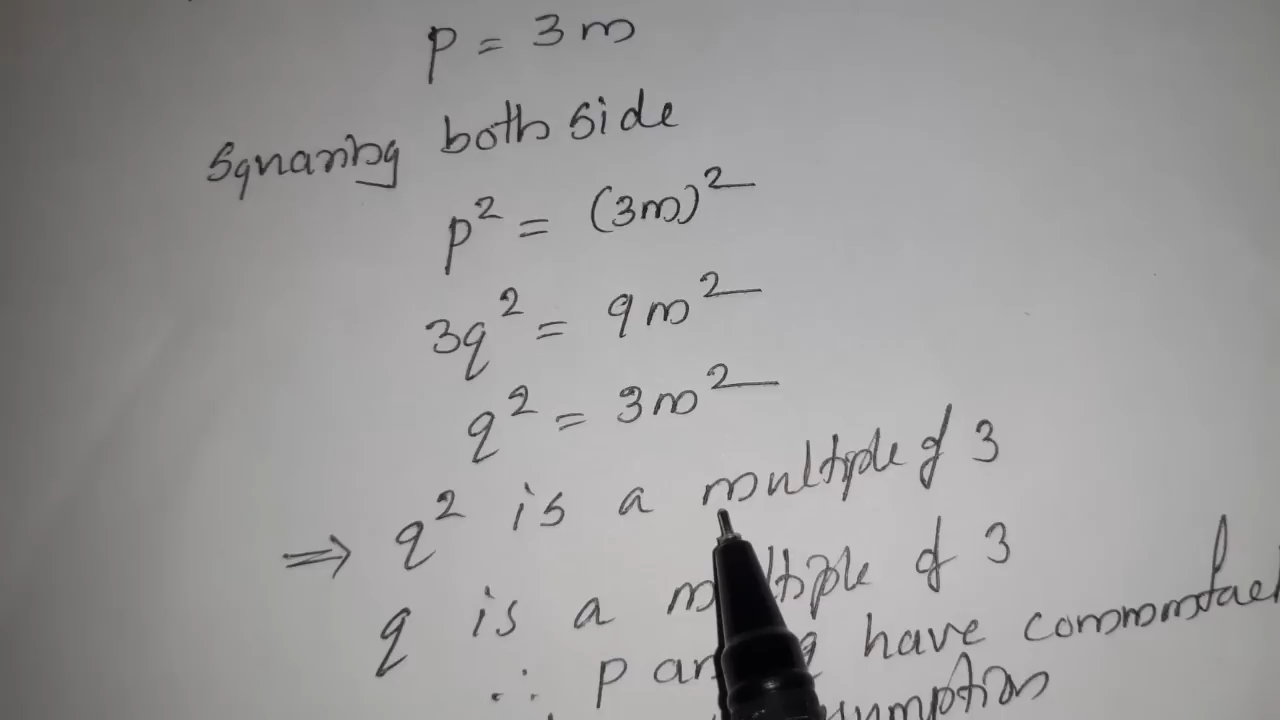 p = 3m
Squaring both side
p² = (3m)²
3q² = 9m²
q² = 3m²
⇒ q² is a multiple of 3
q is a multiple of 3
∴ p and q have common